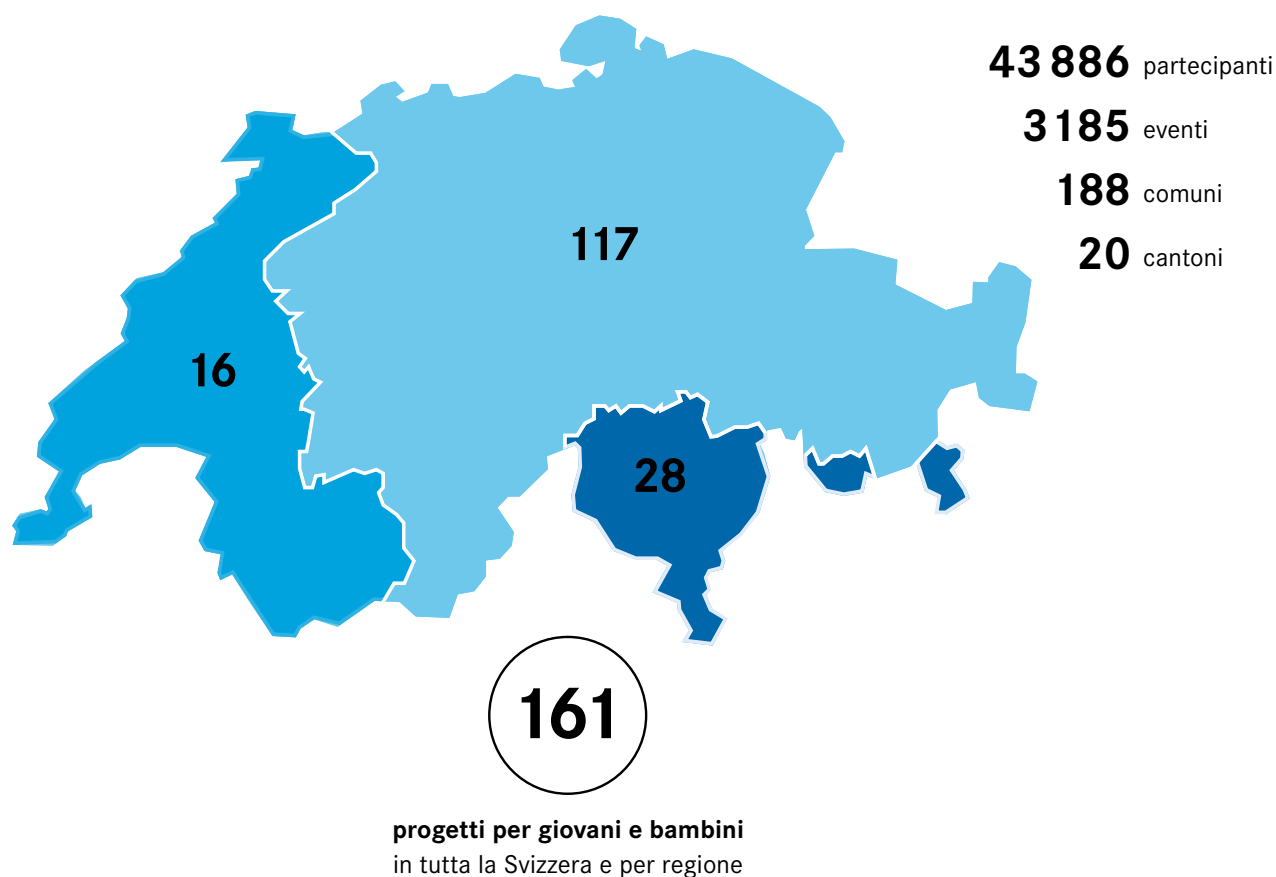 43 886 partecipanti
3 185 eventi
188 comuni
20 cantoni
117
16
28
161
progetti per giovani e bambini
in tutta la Svizzera e per regione